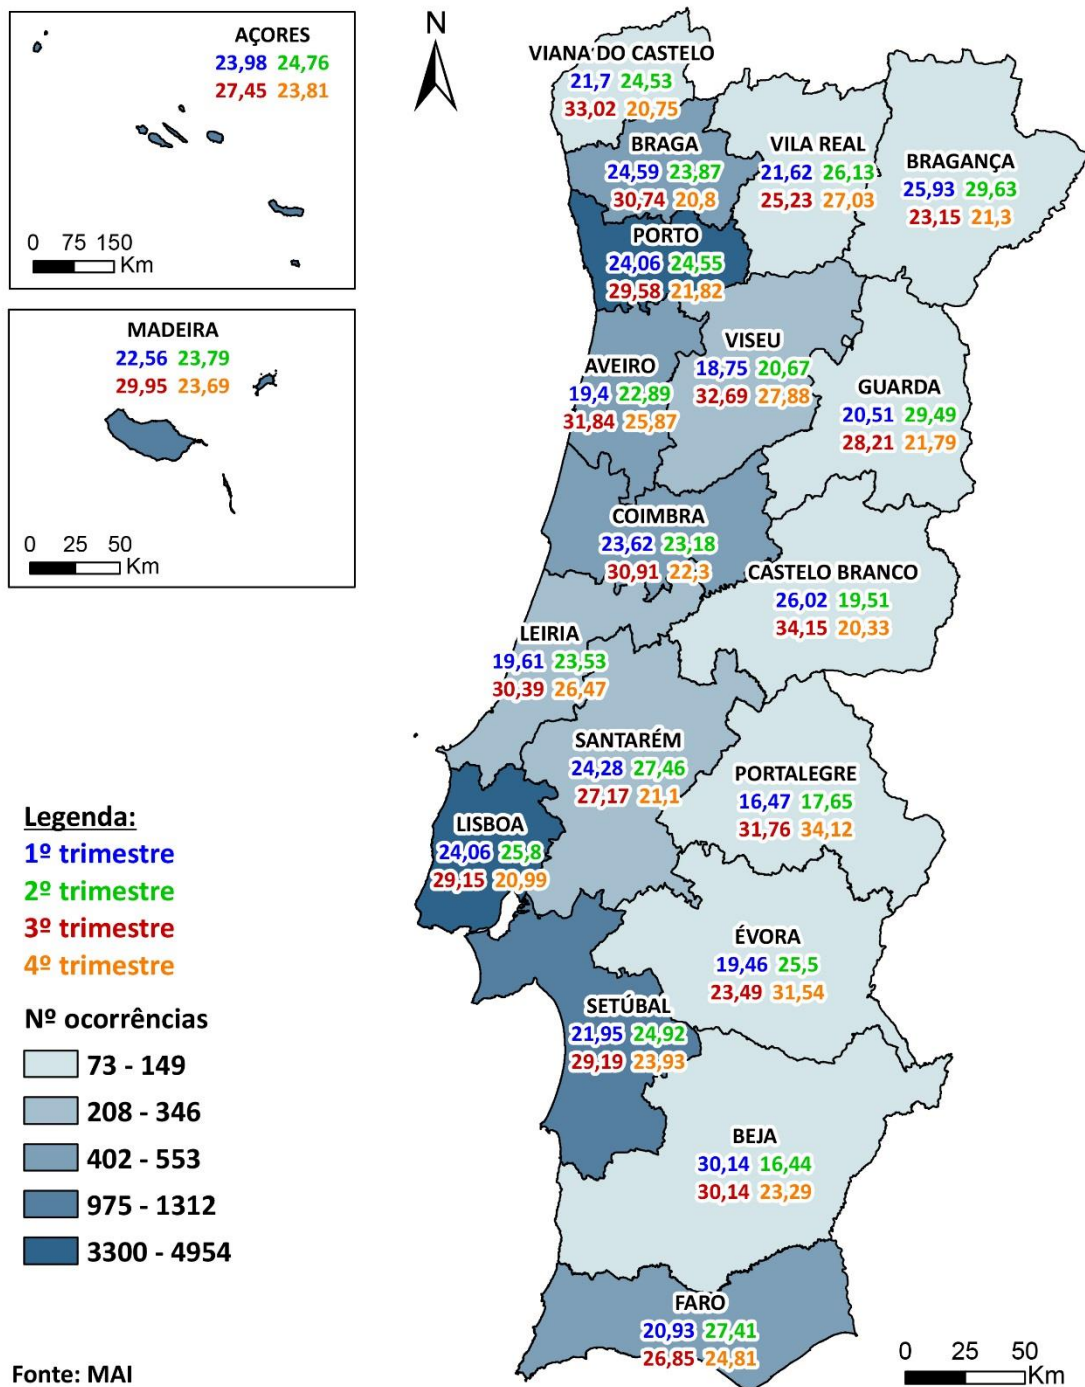 AÇORES
23,98 24,76
27,45 23,81
0 75 150
Km
MADEIRA
22,56 23,79
29,95 23,69
0 25 50
Km
N
VIANA DO CASTELO
21,7 24,53
33,02 20,75
BRAGA
24,59 23,87
30,74 20,8
VILA REAL
21,62 26,13
25,23 27,03
BRAGANÇA
25,93 29,63
23,15 21,3
PORTO
24,06 24,55
29,58 21,82
VISEU
18,75 20,67
32,69 27,88
AVEIRO
19,4 22,89
31,84 25,87
GUARDA
20,51 29,49
28,21 21,79
COIMBRA
23,62 23,18
30,91 22,3
CASTELO BRANCO
26,02 19,51
34,15 20,33
LEIRIA
19,61 23,53
30,39 26,47
SANTARÉM
24,28 27,46
27,17 21,1
PORTALEGRE
16,47 17,65
31,76 34,12
LISBOA
24,06 25,8
29,15 20,99
ÉVORA
19,46 25,5
23,49 31,54
SETÚBAL
21,95 24,92
29,19 23,93
BEJA
30,14 16,44
30,14 23,29
FARO
20,93 27,41
26,85 24,81
Legenda:
1º trimestre
2º trimestre
3º trimestre
4º trimestre
Nº ocorrências
73 - 149
208 - 346
402 - 553
975 - 1312
3300 - 4954
Fonte: MAI
0 25 50
Km